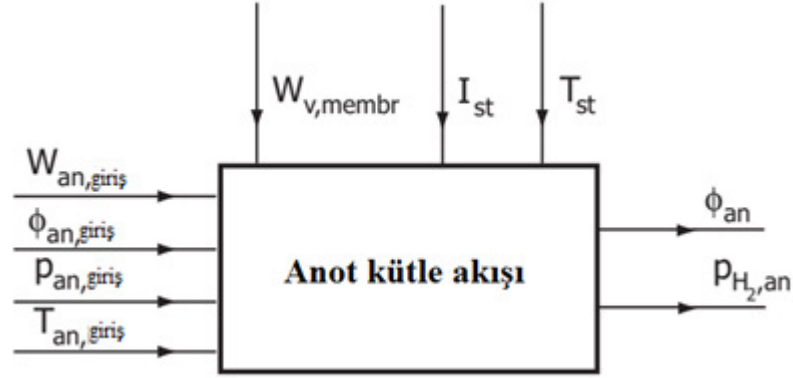 W_v,membr
I_st
T_st
W_an,giriş
ϕ_an,giriş
p_an,giriş
T_an,giriş
Anot kütle akışı
ϕ_an
p_H₂,an